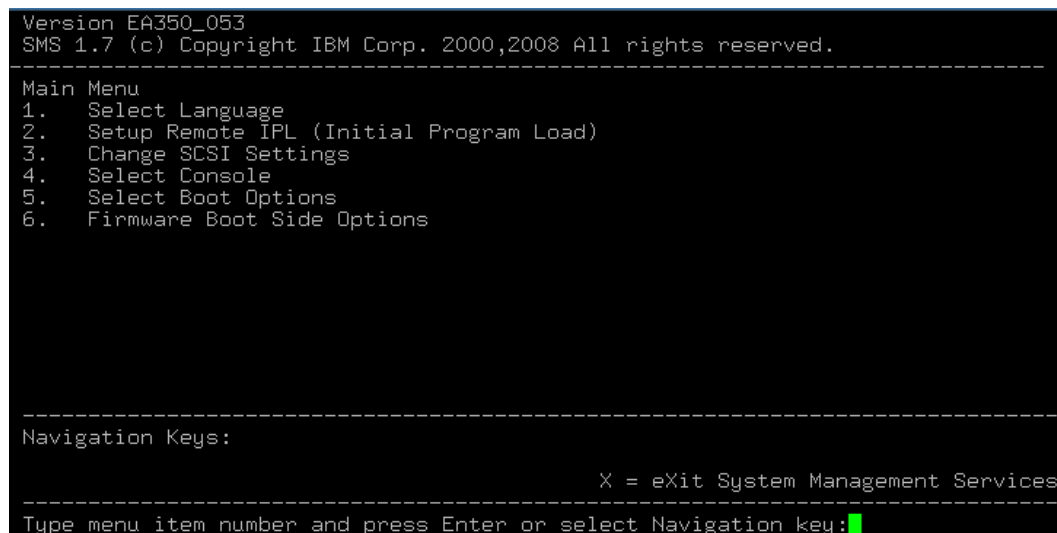 Version EA350_053
SMS 1.7 (c) Copyright IBM Corp. 2000,2008 All rights reserved.
-------------------------------------------------------------------------------
Main Menu
1. Select Language
2. Setup Remote IPL (Initial Program Load)
3. Change SCSI Settings
4. Select Console
5. Select Boot Options
6. Firmware Boot Side Options
-------------------------------------------------------------------------------
Navigation Keys:
X = eXit System Management Services
-------------------------------------------------------------------------------
Type menu item number and press Enter or select Navigation key: